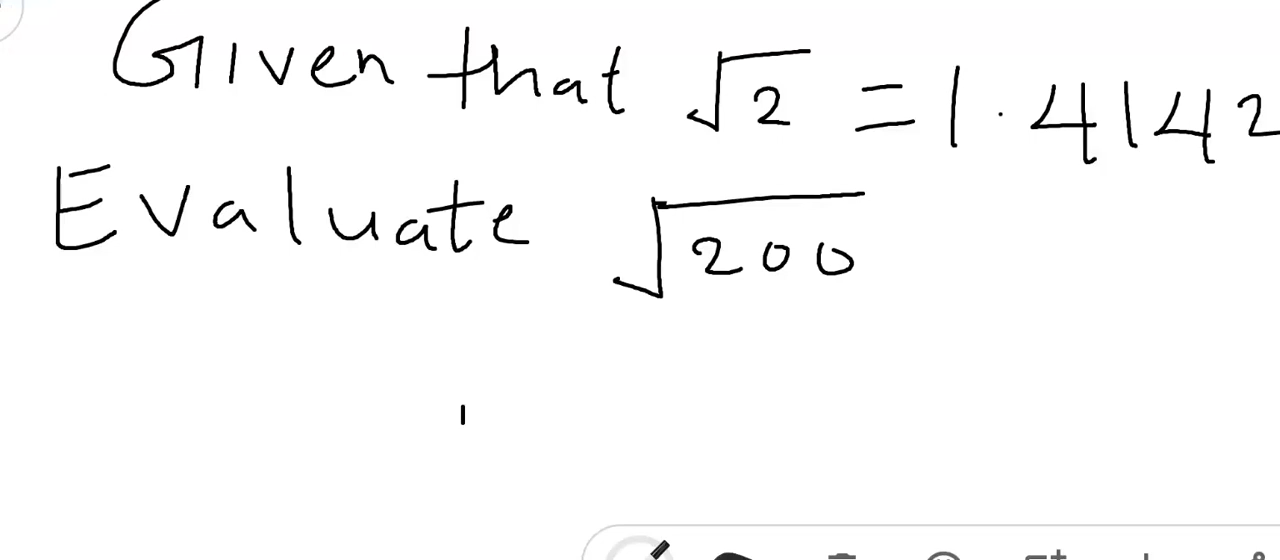 Given that √2 = 1.4142
Evaluate √200